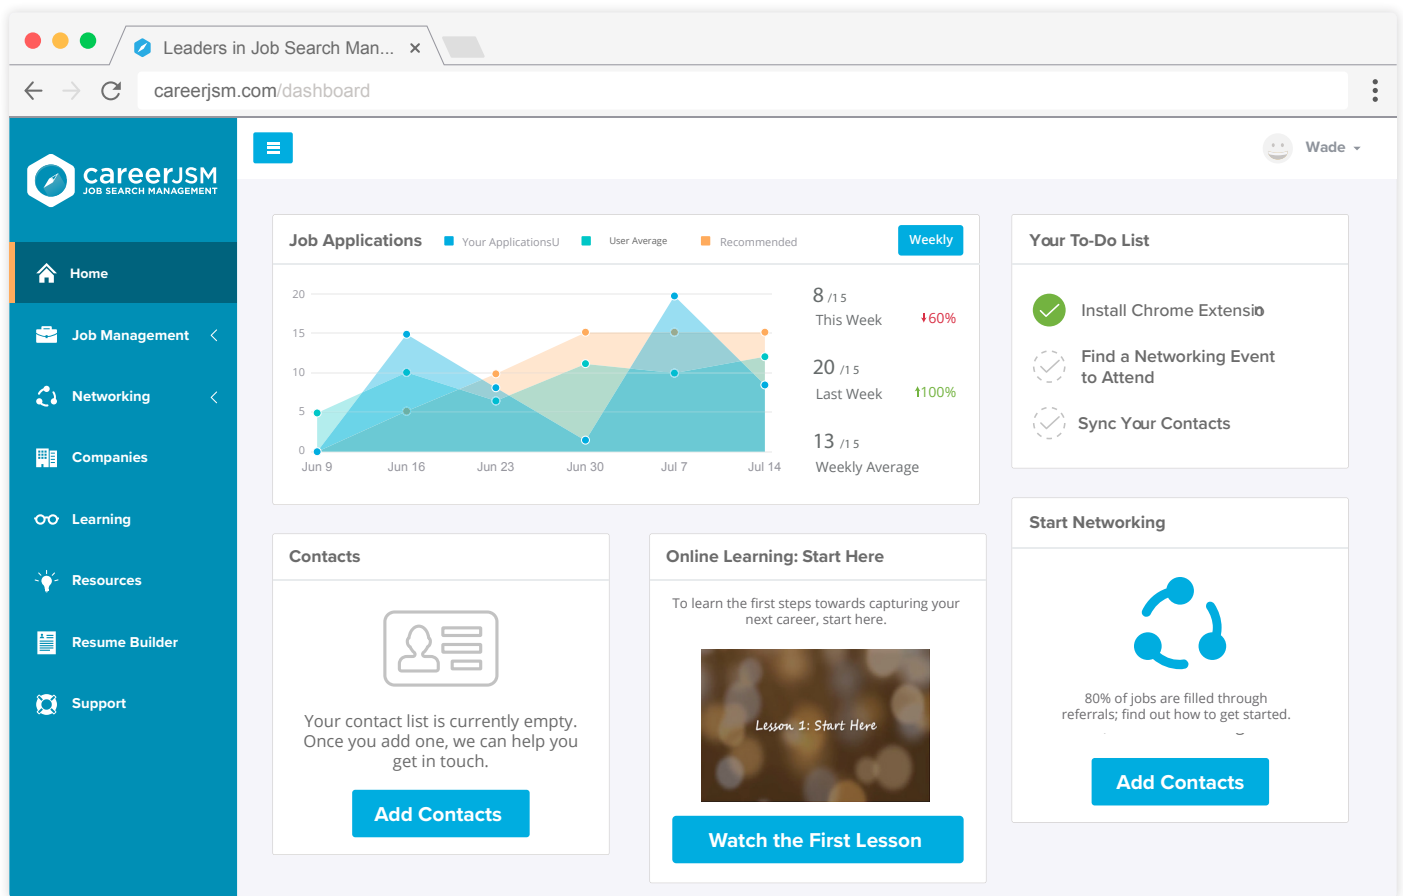 Leaders in Job Search Man...
careerjsm.com/dashboard
careerJSM
JOB SEARCH MANAGEMENT
Wade
Home
Job Management
Networking
Companies
Learning
Resources
Resume Builder
Support
Job Applications
Your ApplicationsU
User Average
Recommended
Weekly
20
15
10
5
0
Jun 9
Jun 16
Jun 23
Jun 30
Jul 7
Jul 14
8 /15
This Week
60%
20 /15
Last Week
100%
13 /15
Weekly Average
Your To-Do List
Install Chrome Extension
Find a Networking Event
to Attend
Sync Your Contacts
Contacts
Your contact list is currently empty.
Once you add one, we can help you
get in touch.
Add Contacts
Online Learning: Start Here
To learn the first steps towards capturing your
next career, start here.
Lesson 1: Start Here
Watch the First Lesson
Start Networking
80% of jobs are filled through
referrals; find out how to get started.
Add Contacts